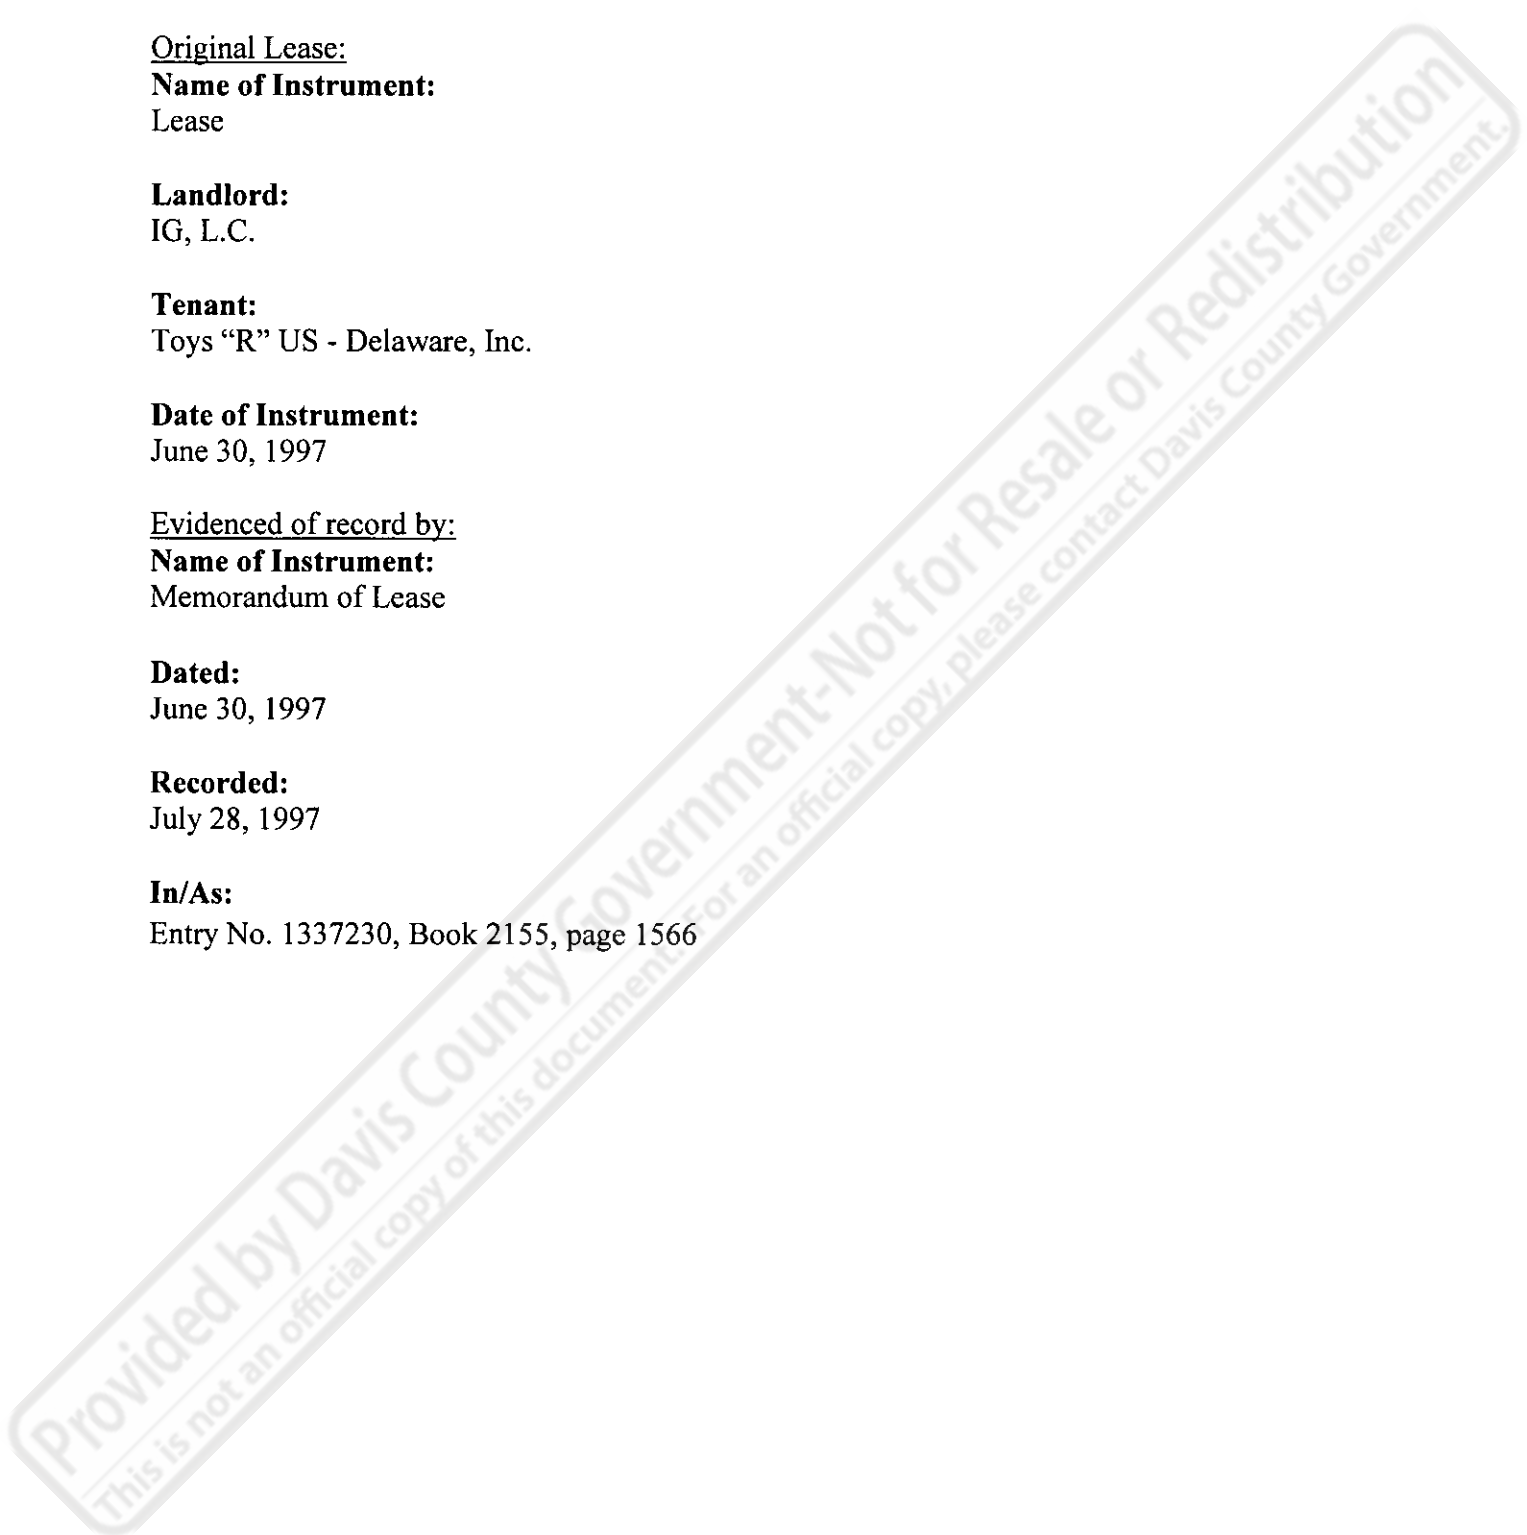 Original Lease:
Name of Instrument:
Lease
Landlord:
IG, L.C.
Tenant:
Toys “R” US - Delaware, Inc.
Date of Instrument:
June 30, 1997
Evidenced of record by:
Name of Instrument:
Memorandum of Lease
Dated:
June 30, 1997
Recorded:
July 28, 1997
In/As:
Entry No. 1337230, Book 2155, page 1566
Provided by Davis County Government-Not for Resale or Redistribution
This is not an official copy of this document. For an official copy, please contact Davis County Government.